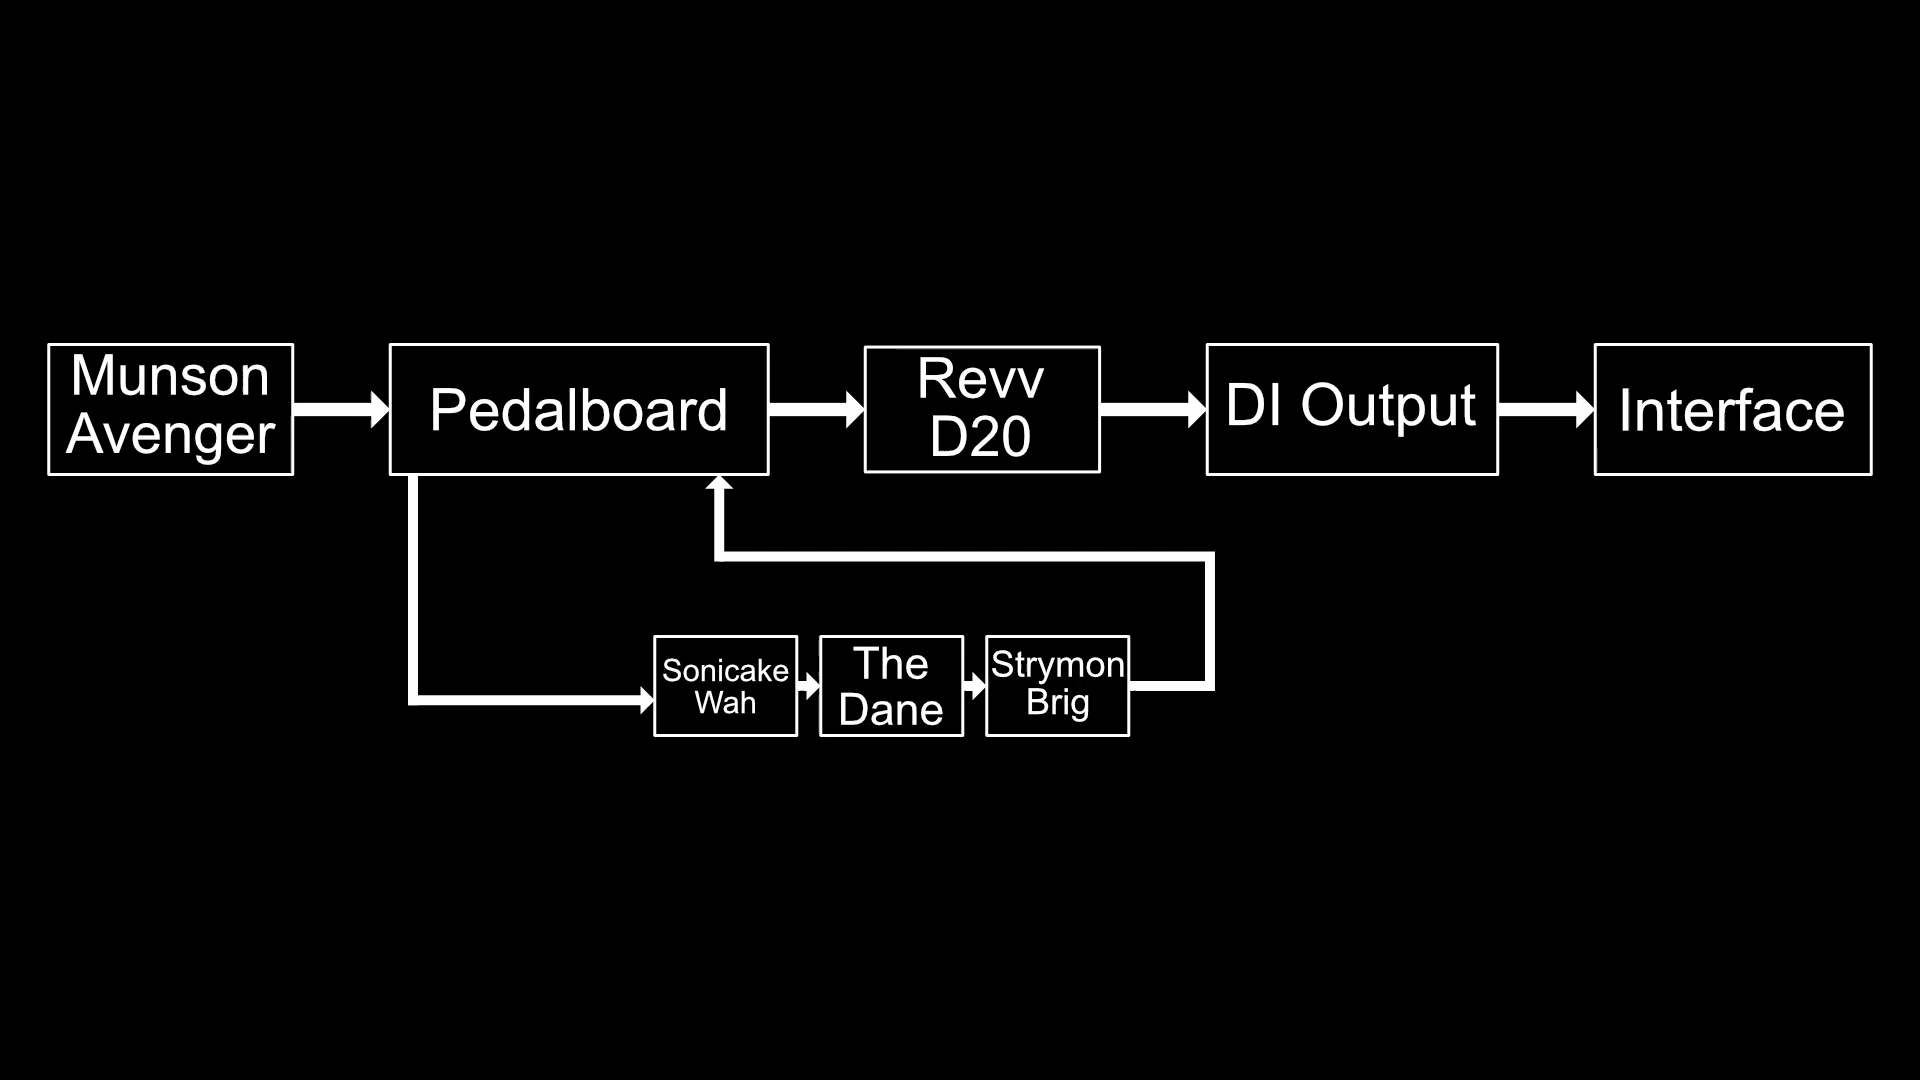 Munson
Avenger
Pedalboard
Revv
D20
DI Output
Interface
Sonicake
Wah
The
Dane
Strymon
Brig